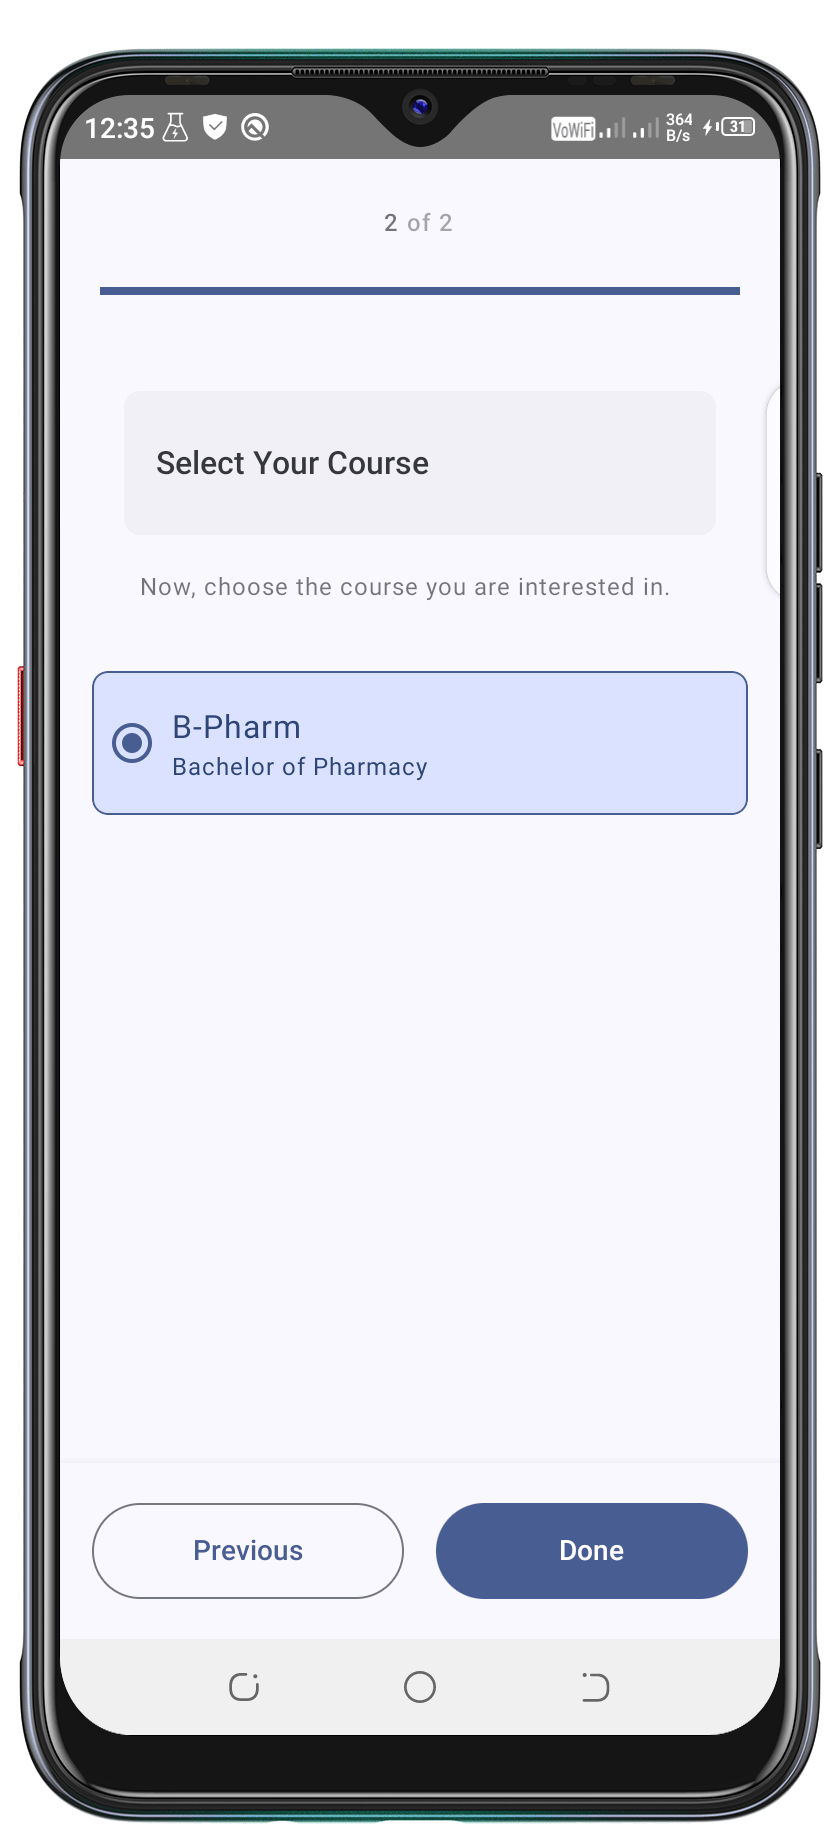 12:35 VoWiFi 364 B/s 31
2 of 2
Select Your Course
Now, choose the course you are interested in.
B-Pharm
Bachelor of Pharmacy
Previous Done